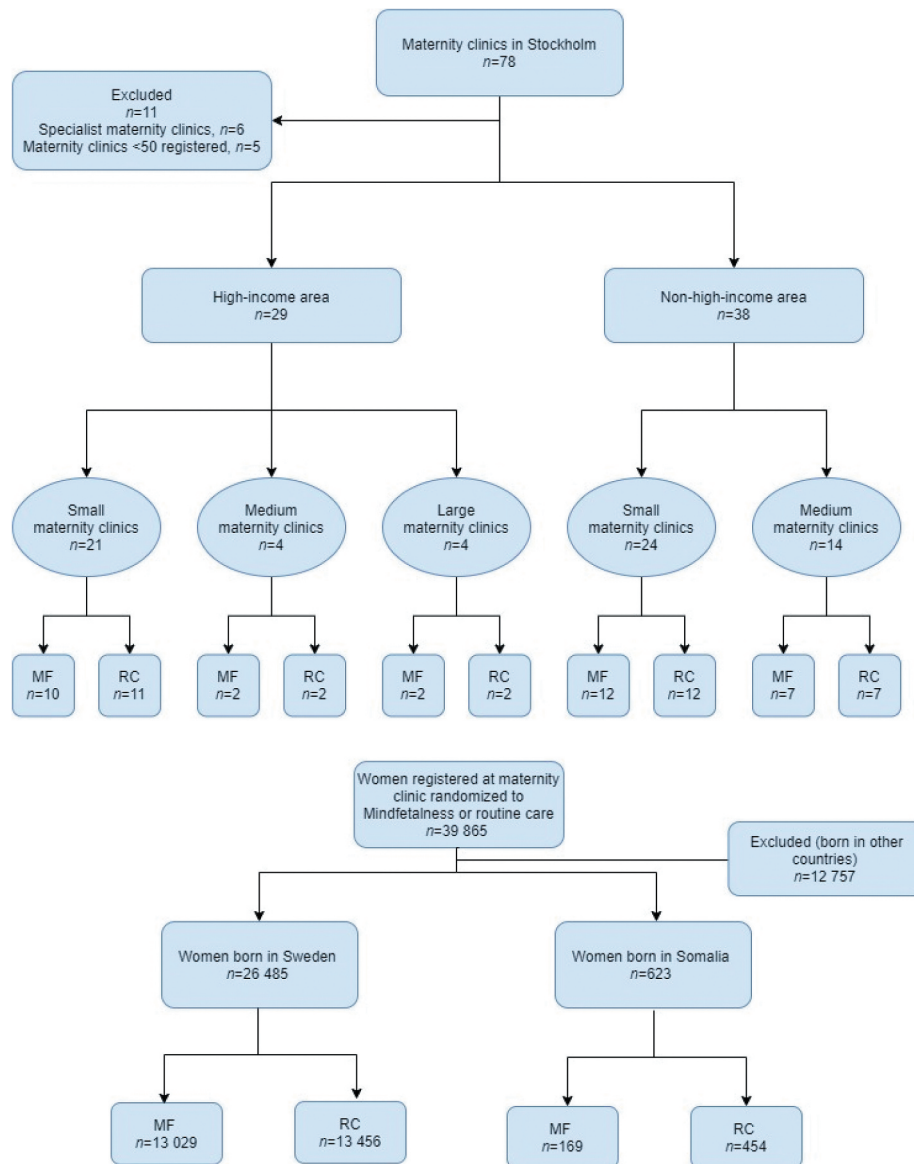 Maternity clinics in Stockholm
n=78
Excluded
n=11
Specialist maternity clinics, n=6
Maternity clinics <50 registered, n=5
High-income area
n=29
Non-high-income area
n=38
Small
maternity clinics
n=21
Medium
maternity clinics
n=4
Large
maternity clinics
n=4
Small
maternity clinics
n=24
Medium
maternity clinics
n=14
MF
n=10
RC
n=11
MF
n=2
RC
n=2
MF
n=2
RC
n=2
MF
n=12
RC
n=12
MF
n=7
RC
n=7
Women registered at maternity
clinic randomized to
Mindfetalness or routine care
n=39 865
Excluded (born in other
countries)
n=12 757
Women born in Sweden
n=26 485
Women born in Somalia
n=623
MF
n=13 029
RC
n=13 456
MF
n=169
RC
n=454